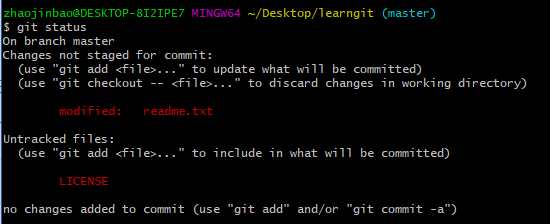 zhaojinbao@DESKTOP-8I2IPE7 MINGW64 ~/Desktop/learngit (master)
$ git status
On branch master
Changes not staged for commit:
  (use "git add <file>..." to update what will be committed)
  (use "git checkout -- <file>..." to discard changes in working directory)
        modified:   readme.txt
Untracked files:
  (use "git add <file>..." to include in what will be committed)
        LICENSE
no changes added to commit (use "git add" and/or "git commit -a")